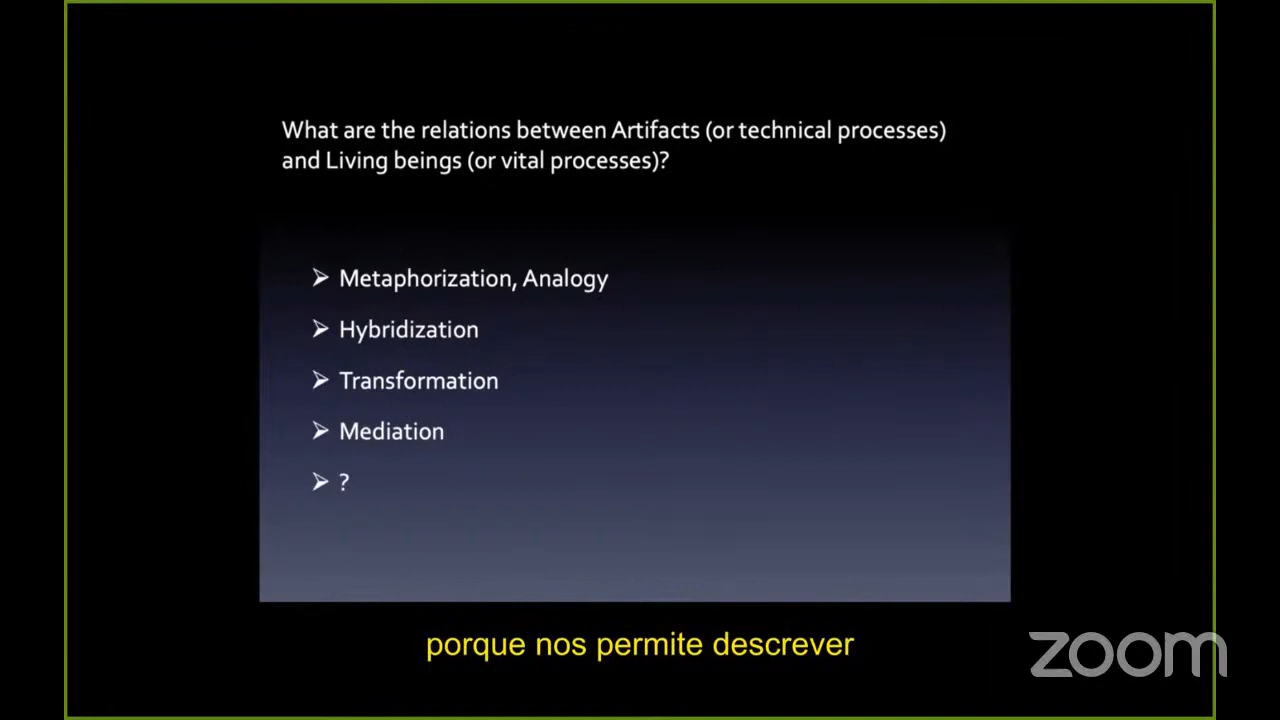 What are the relations between Artifacts (or technical processes)
and Living beings (or vital processes)?
➢ Metaphorization, Analogy
➢ Hybridization
➢ Transformation
➢ Mediation
➢ ?
porque nos permite descrever
zoom